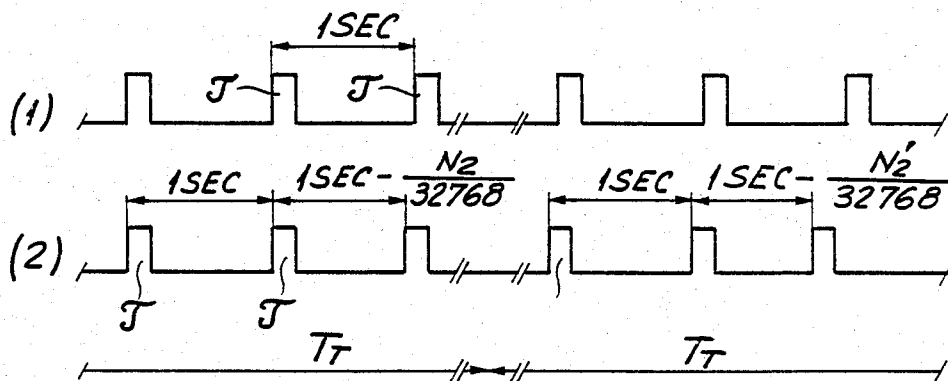 1SEC
(1) J J
1SEC 1SEC - N2/32768 1SEC 1SEC - N2'/32768
(2)
J J
TT TT